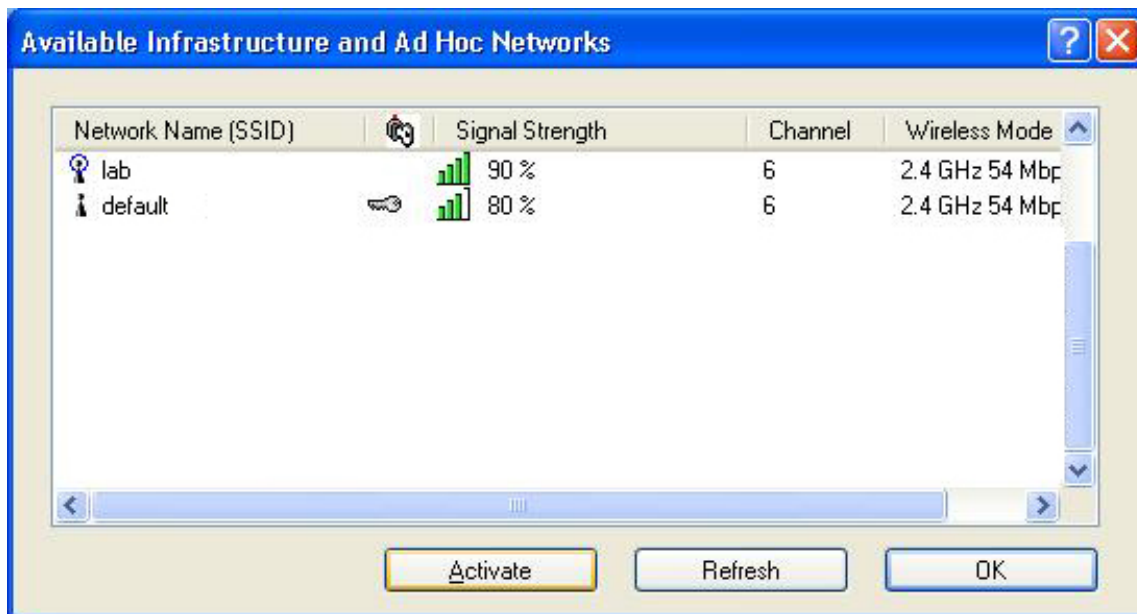 Available Infrastructure and Ad Hoc Networks
Network Name (SSID) Signal Strength Channel Wireless Mode
lab 90 % 6 2.4 GHz 54 Mbp
default 80 % 6 2.4 GHz 54 Mbp
Activate Refresh OK